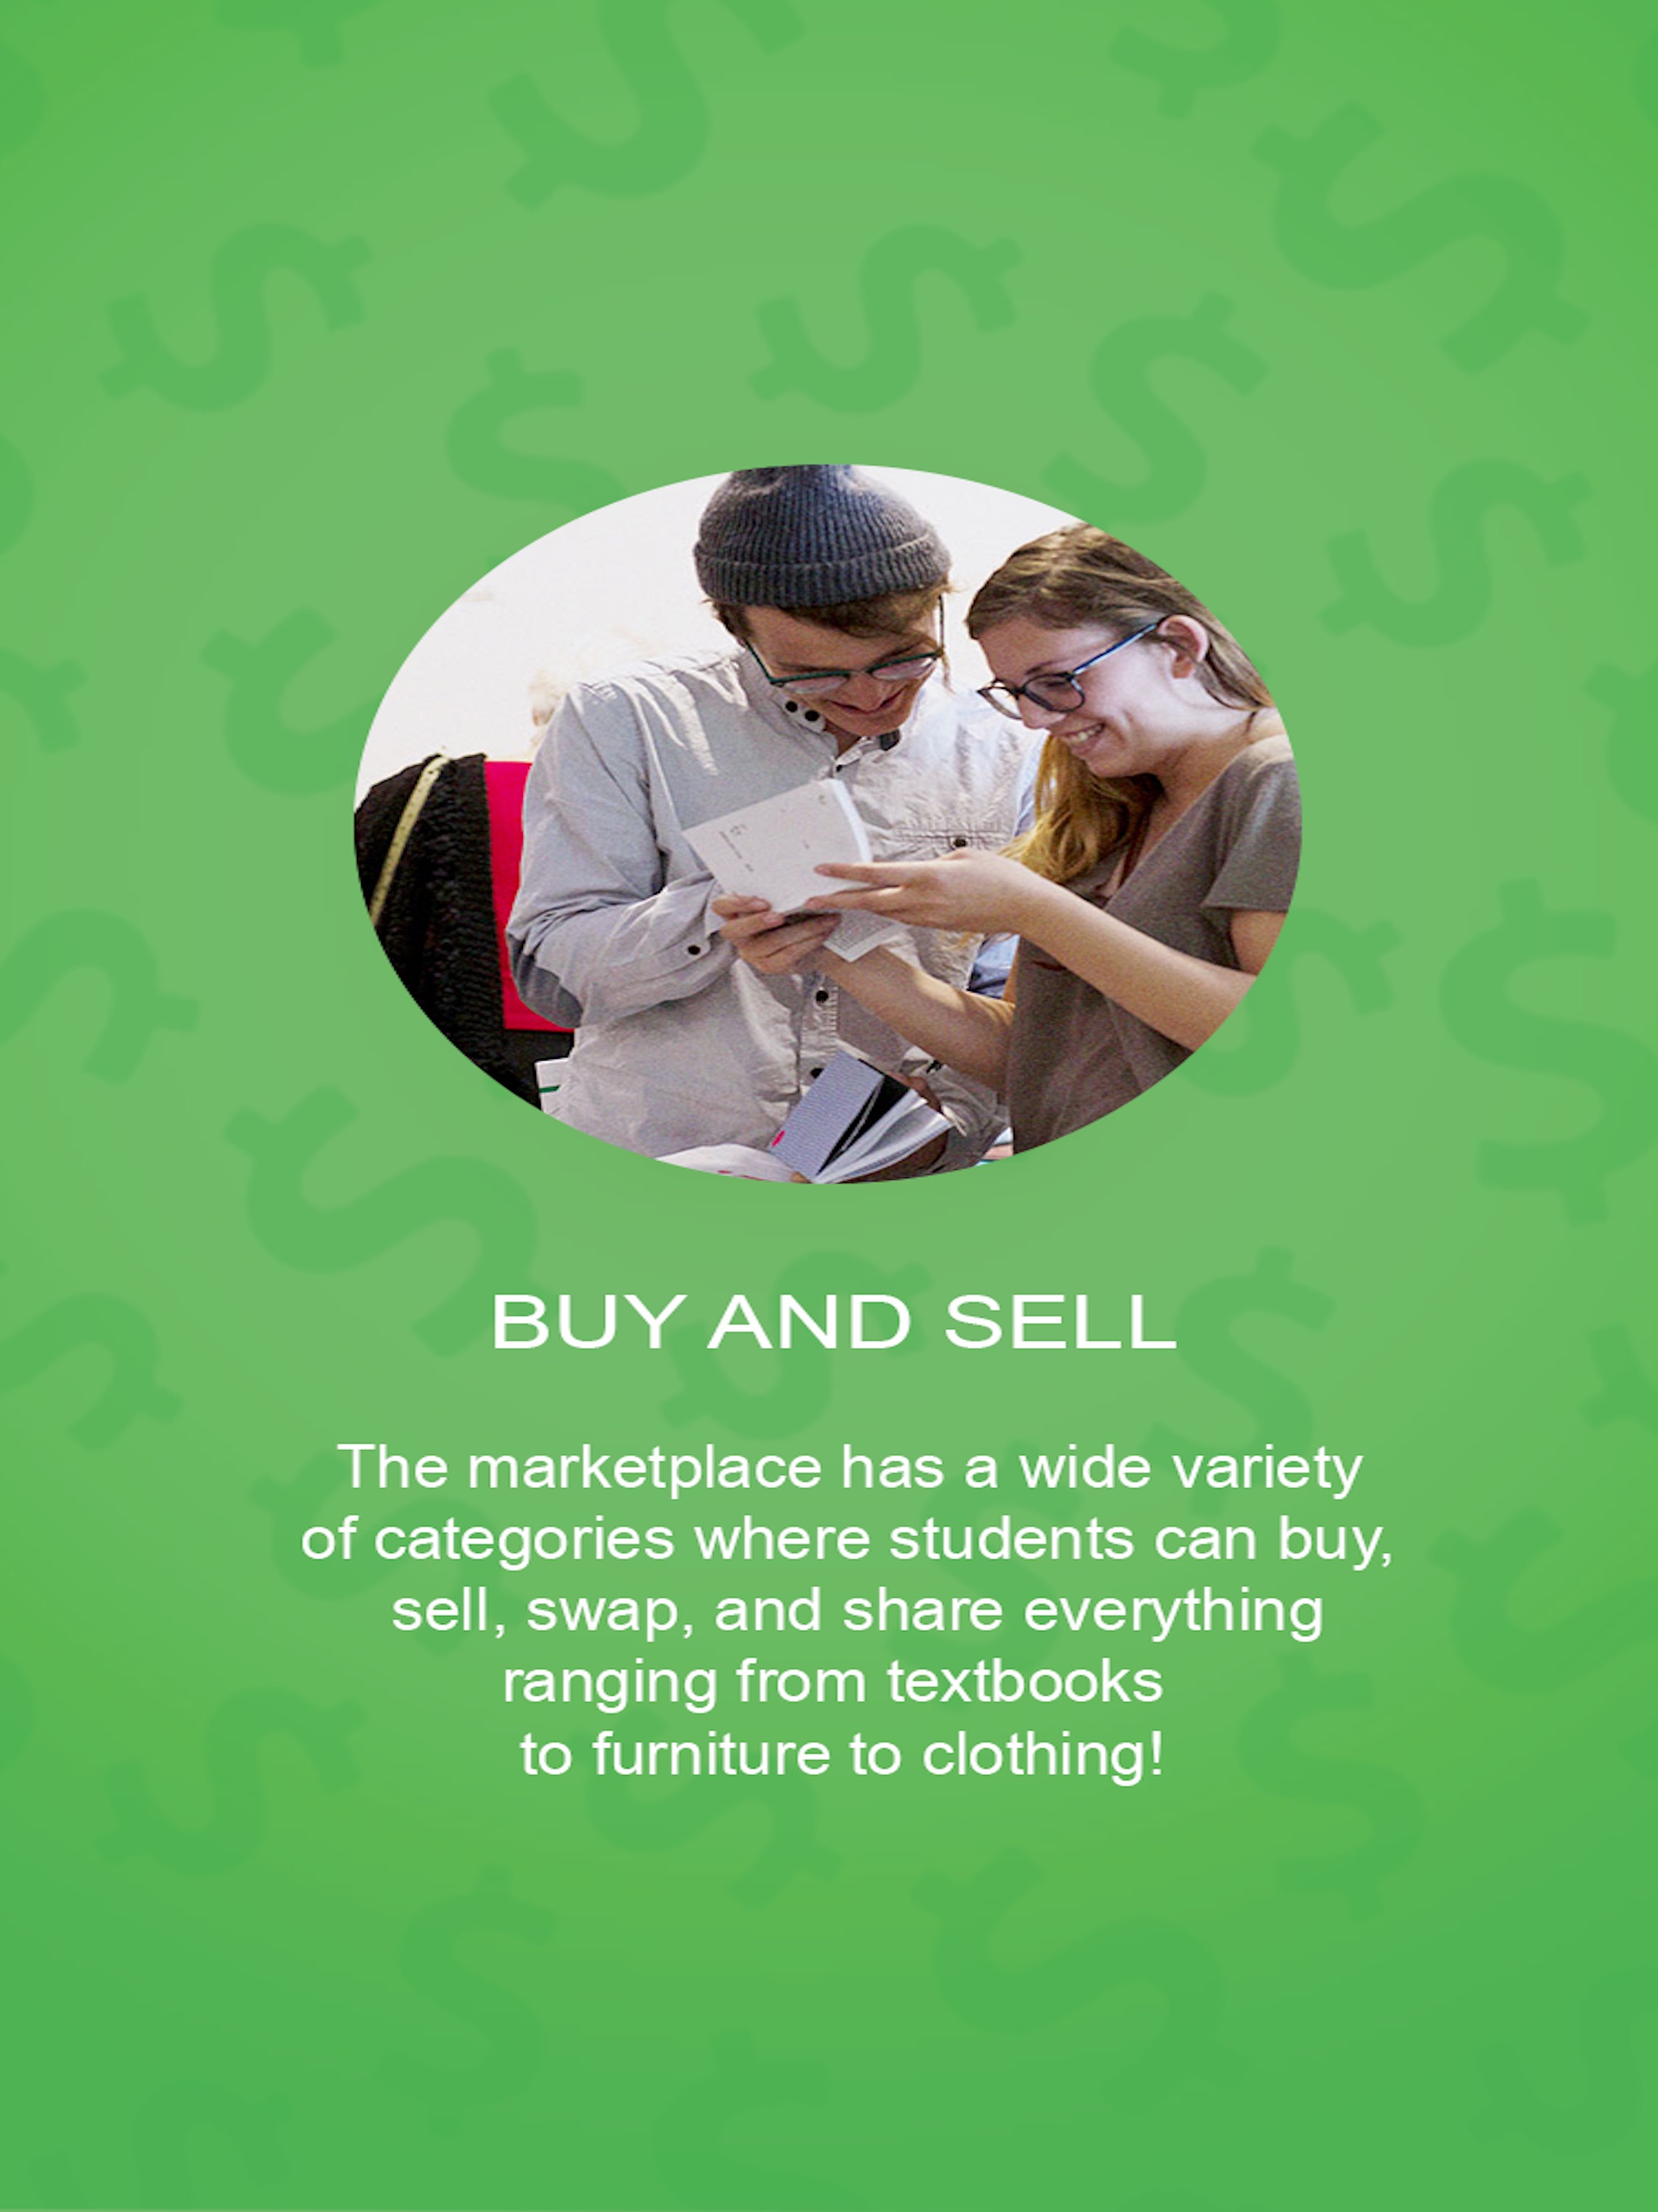 BUY AND SELL
The marketplace has a wide variety
of categories where students can buy,
sell, swap, and share everything
ranging from textbooks
to furniture to clothing!